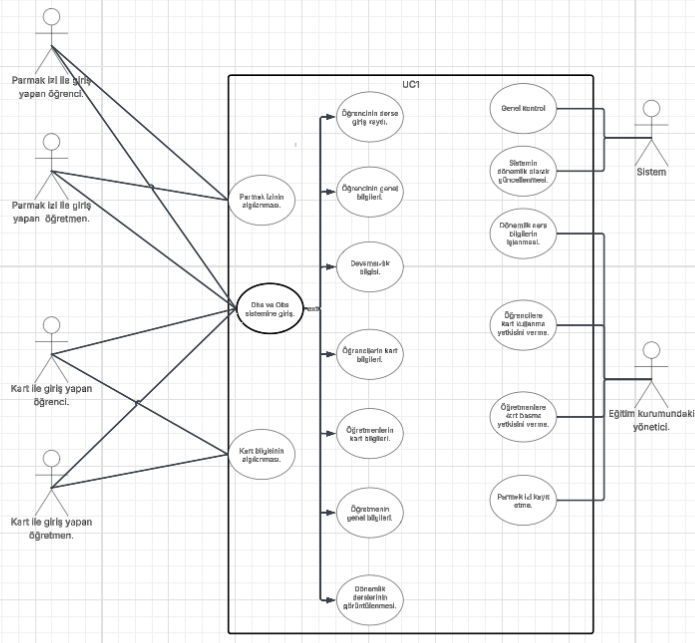 Parmak izi ile giriş
yapan öğrenci.
Parmak izi ile giriş
yapan öğretmen.
Kart ile giriş yapan
öğrenci.
Kart ile giriş yapan
öğretmen.
UC1
Parmak izinin
algılanması.
sistemine giriş.
Kart bilgisinin
algılanması.
Öğrencinin derse
giriş kaydı.
Öğrencinin genel
bilgileri.
Devamsızlık
bilgisi.
Öğrencilerin kart
bilgileri.
Öğretmenlerin
kart bilgileri.
Öğretmenin
genel bilgileri.
Dönemlik
derslerinin
görüntülenmesi.
Genel Kontrol
Sistemin
dönemlik olarak
güncellenmesi.
Dönemlik ders
bilgilerin
işlenmesi.
Öğrencilere
kart kullanma
yetkisini verme.
Öğretmenlere
kart basma
yetkisini verme.
Parmak izi kayıt
etme.
Sistem
Eğitim kurumundaki
yönetici.